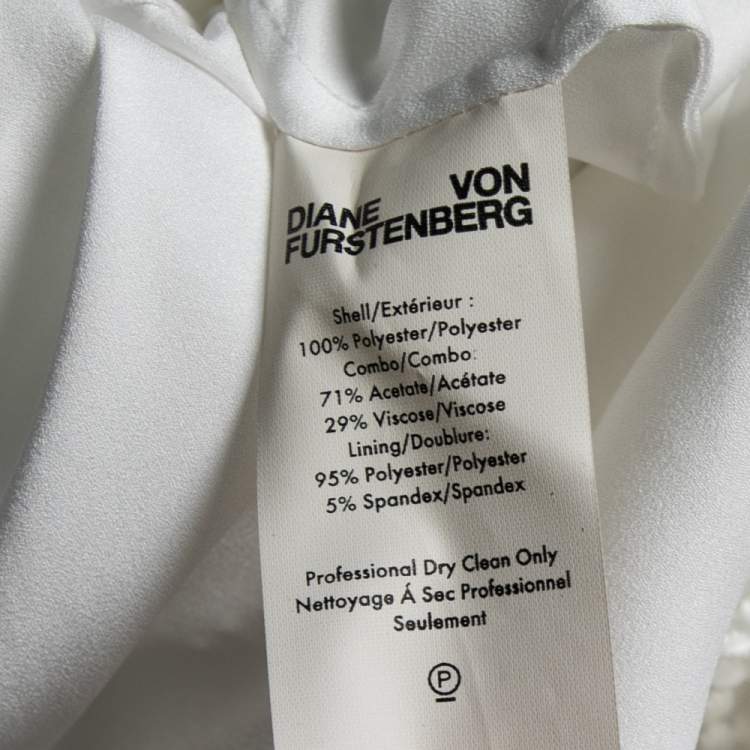 DIANE VON
FURSTENBERG
Shell/Extérieur :
100% Polyester/Polyester
Combo/Combo:
71% Acetate/Acétate
29% Viscose/Viscose
Lining/Doublure:
95% Polyester/Polyester
5% Spandex/Spandex
Professional Dry Clean Only
Nettoyage Á Sec Professionnel
Seulement
P